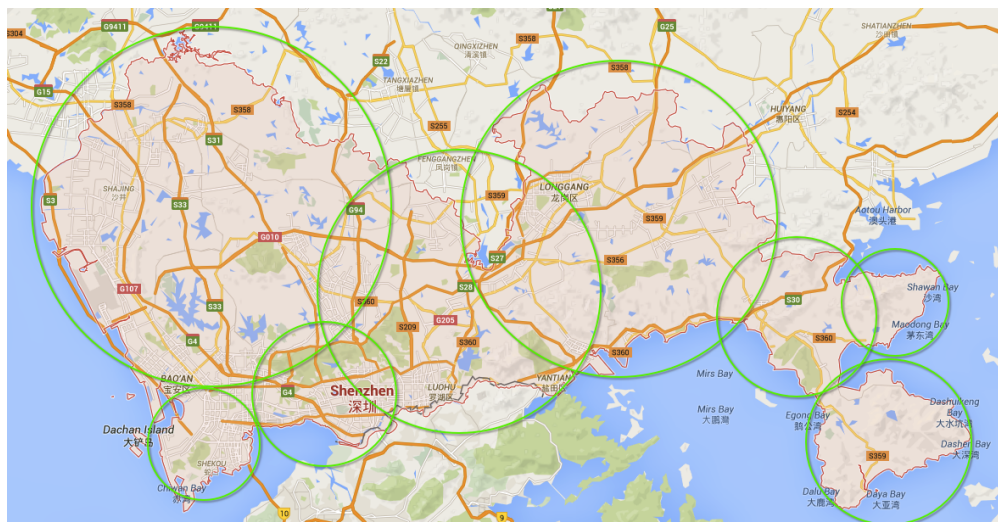 G9411
G9411
S304
S358
G25
SHATIANZHEN
沙田镇
QINGXIZHEN
清溪镇
S22
TANGXIAZHEN
塘厦镇
S358
G15
S358
S358
HUIYANG
惠阳区
S254
S255
S31
FENGGANGZHEN
凤岗镇
SHAJING
沙井
LONGGANG
龙岗区
S3
S33
G94
S359
S359
Aotou Harbor
澳头港
G010
S27
S356
G107
S28
Shawan Bay
沙湾
S33
S360
S30
G205
S209
Maodong Bay
茅东湾
G4
S360
S360
S360
BAO'AN
宝安区
YANTIAN
盐田区
Mirs Bay
LUOHU
罗湖区
Shenzhen
深圳
G4
Dashuikeng
Bay
大水坑湾
Mirs Bay
大鵬灣
Egong Bay
鹅公湾
Dachan Island
大铲岛
Dashen Bay
大深湾
S359
SHEKOU
Chiwan Bay
赤湾
Dalu Bay
大鹿湾
Daya Bay
大亚湾
10
9